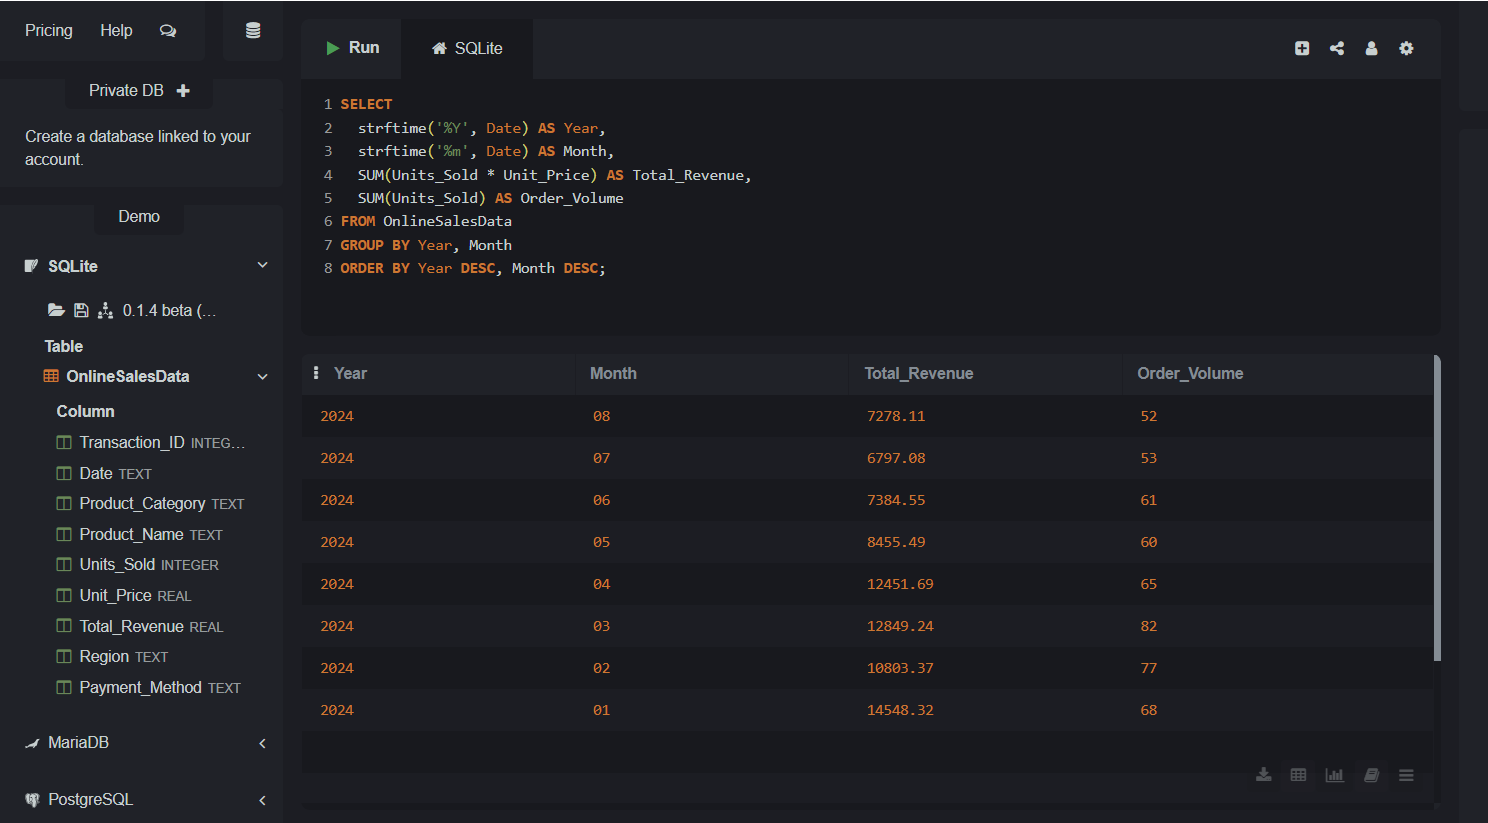 Pricing Help
Private DB
Create a database linked to your
account.
Demo
SQLite
0.1.4 beta (...
Table
OnlineSalesData
Column
Transaction_ID INTEG...
Date TEXT
Product_Category TEXT
Product_Name TEXT
Units_Sold INTEGER
Unit_Price REAL
Total_Revenue REAL
Region TEXT
Payment_Method TEXT
MariaDB
PostgreSQL
Run SQLite
1 SELECT
2 strftime('%Y', Date) AS Year,
3 strftime('%m', Date) AS Month,
4 SUM(Units_Sold * Unit_Price) AS Total_Revenue,
5 SUM(Units_Sold) AS Order_Volume
6 FROM OnlineSalesData
7 GROUP BY Year, Month
8 ORDER BY Year DESC, Month DESC;
Year Month Total_Revenue Order_Volume
2024 08 7278.11 52
2024 07 6797.08 53
2024 06 7384.55 61
2024 05 8455.49 60
2024 04 12451.69 65
2024 03 12849.24 82
2024 02 10803.37 77
2024 01 14548.32 68